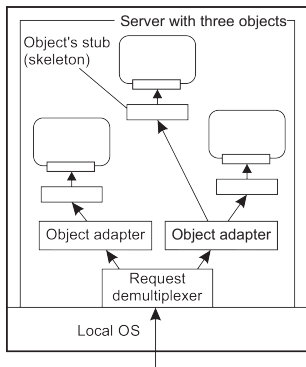 Server with three objects
Object's stub
(skeleton)
Object adapter
Object adapter
Request
demultiplexer
Local OS